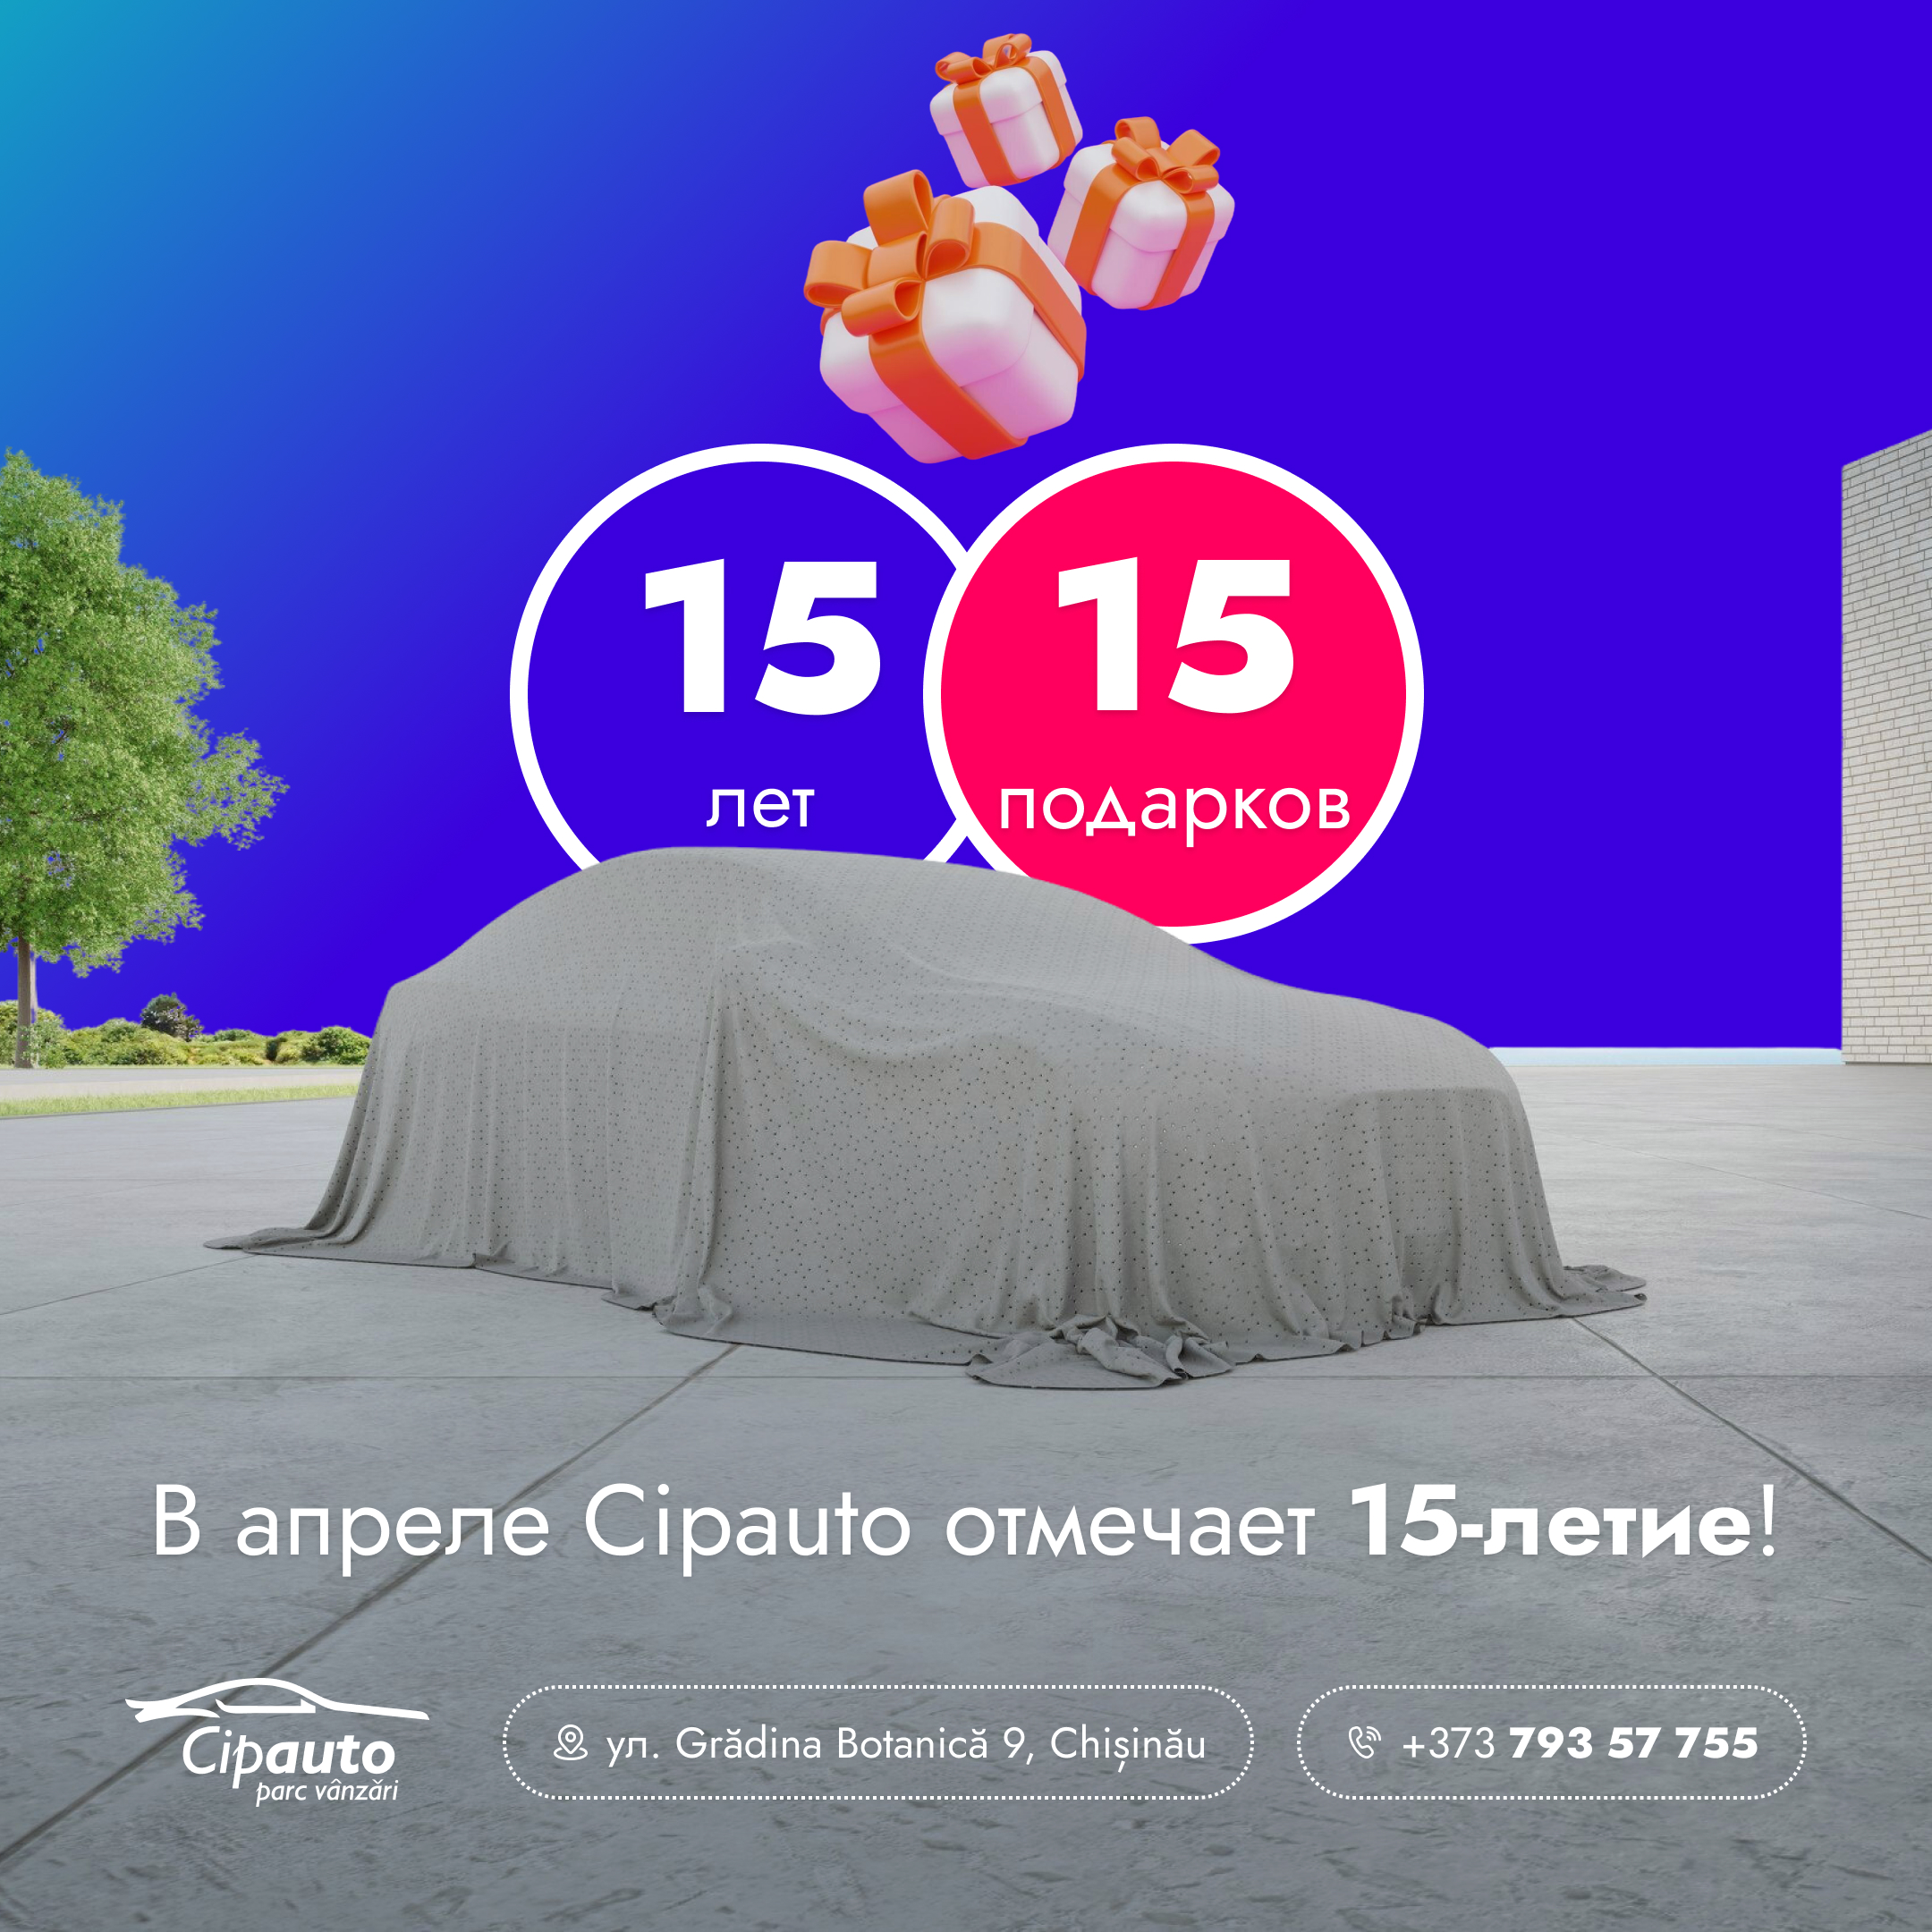 15
лет
15
подарков
В апреле Cipauto отмечает 15-летие!
Cipauto
parc vânzări
ул. Grădina Botanică 9, Chișinău
+373 793 57 755